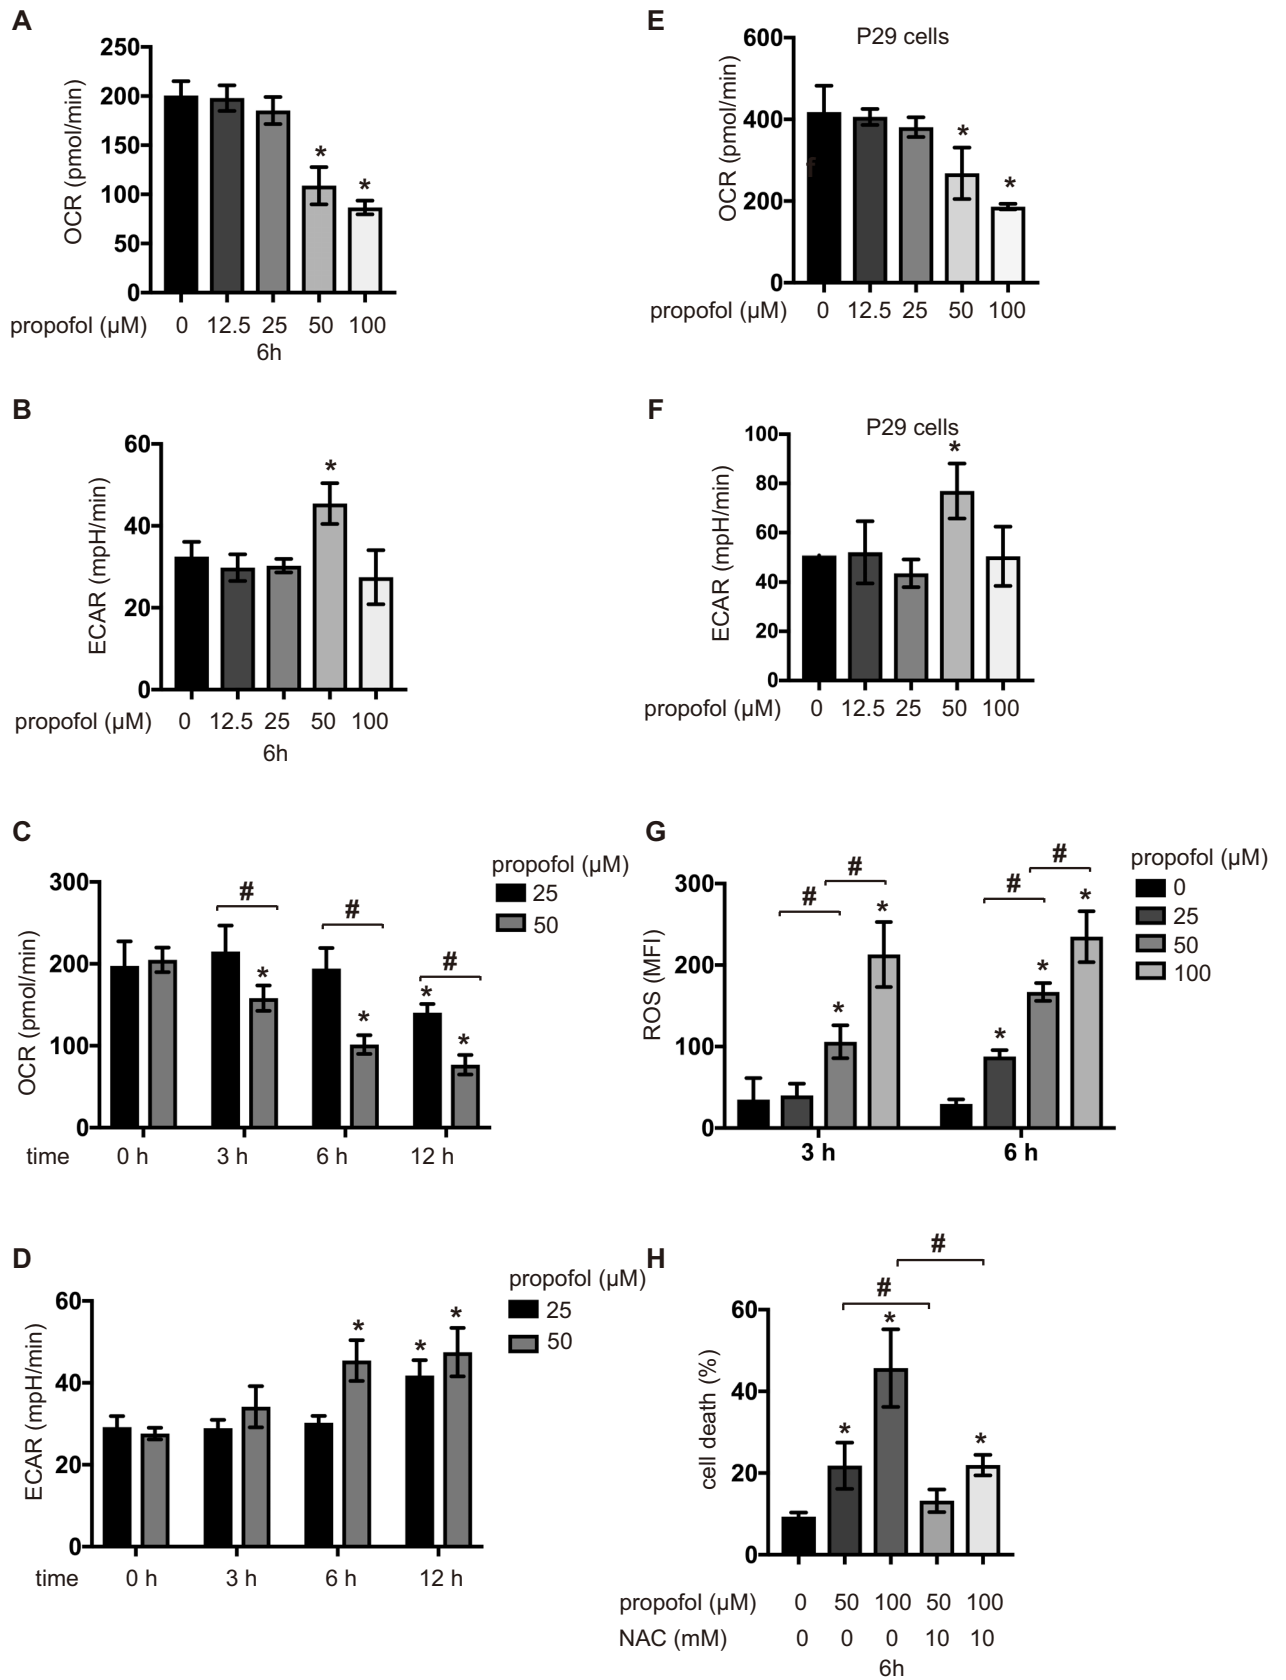 A
250
200
150
100
50
0
OCR (pmol/min)
*
*
propofol (µM) 0 12.5 25 50 100
6h
E
P29 cells
600
400
200
0
OCR (pmol/min)
f
*
*
propofol (µM) 0 12.5 25 50 100
B
60
40
20
0
ECAR (mpH/min)
*
propofol (µM) 0 12.5 25 50 100
6h
F
P29 cells
100
80
60
40
20
0
ECAR (mpH/min)
*
propofol (µM) 0 12.5 25 50 100
C
propofol (µM)
25
50
300
200
100
0
OCR (pmol/min)
# # #
* * * *
time 0 h 3 h 6 h 12 h
G
propofol (µM)
0
25
50
100
300
200
100
0
ROS (MFI)
# # # #
* * * * *
3 h 6 h
D
propofol (µM)
25
50
60
40
20
0
ECAR (mpH/min)
* * *
time 0 h 3 h 6 h 12 h
H
60
40
20
0
cell death (%)
# #
* * *
propofol (µM) 0 50 100 50 100
NAC (mM) 0 0 0 10 10
6h